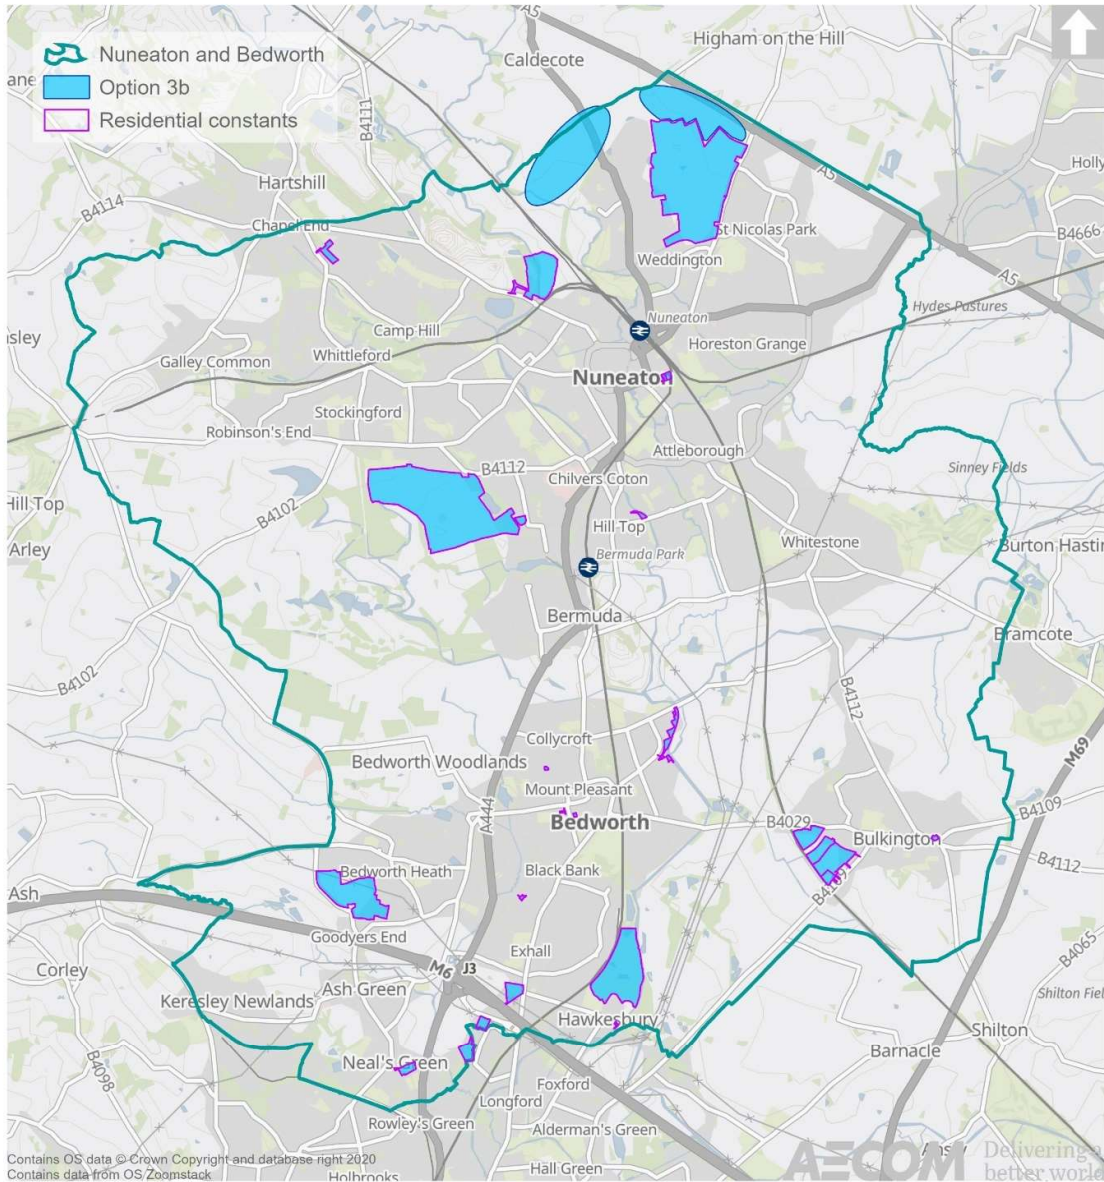 A5
Higham on the Hill
Caldecote
Nuneaton and Bedworth
Option 3b
Residential constants
B4111
Hartshill
A5
Holly
B4114
Chapel End
St Nicolas Park
B4666
Weddington
A5
Hydes Pastures
Nuneaton
Camp Hill
Whittleford
Horeston Grange
Galley Common
Nuneaton
Stockingford
Robinson's End
Attleborough
B4112
Chilvers Coton
Sinney Fields
Hill Top
B4102
Hill Top
Whitestone
Arley
Bermuda Park
Burton Hastin
Bermuda
Bramcote
B4102
B4112
Collycroft
M69
Bedworth Woodlands
Mount Pleasant
A444
Bedworth
B4029
Bulkington
B4109
B4112
Bedworth Heath
Black Bank
B4109
Ash
Goodyers End
Exhall
B4065
Corley
M6
J3
Ash Green
Keresley Newlands
Shilton Fiel
Hawkesbury
Shilton
B4098
Neal's Green
Barnacle
Foxford
Longford
Rowley's Green
Alderman's Green
Contains OS data © Crown Copyright and database right 2020
Contains data from OS Zoomstack
Hall Green
Holbrooks
AECOM
Delivering a
better world